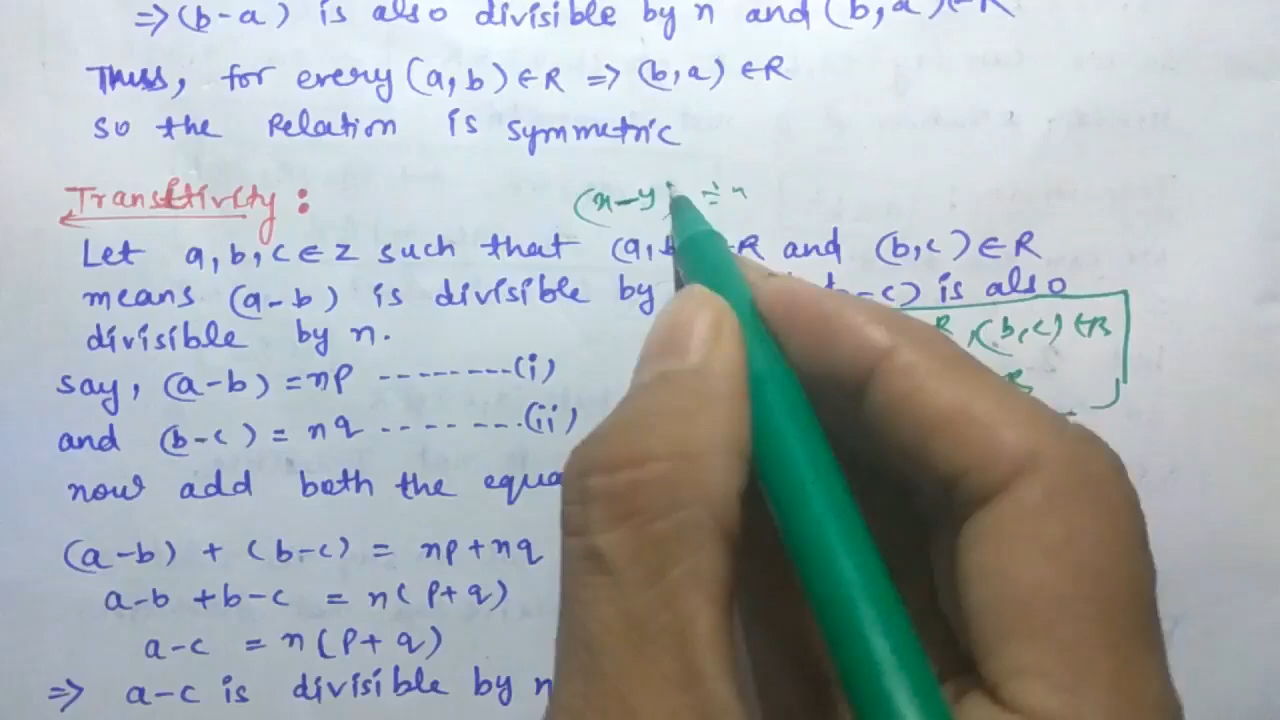 ⇒ (b-a) is also divisible by n and (b,a) ∈ R
Thus, for every (a,b) ∈ R ⇒ (b,a) ∈ R
so the Relation is symmetric
Transitivity :
(x-y) ÷ n
Let a,b,c ∈ Z such that (a,b ∈ R and (b,c) ∈ R
means (a-b) is divisible by b-c) is also
divisible by n.
R ,(b,c) ∈ R
R
say, (a-b) = np --------(i)
and (b-c) = nq --------(ii)
now add both the equa
(a-b) + (b-c) = np+nq
a-b +b-c = n(p+q)
a-c = n(p+q)
⇒ a-c is divisible by n